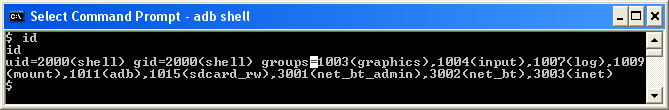 Select Command Prompt - adb shell
$ id
id
uid=2000(shell) gid=2000(shell) groups=1003(graphics),1004(input),1007(log),1009
(mount),1011(adb),1015(sdcard_rw),3001(net_bt_admin),3002(net_bt),3003(inet)
$